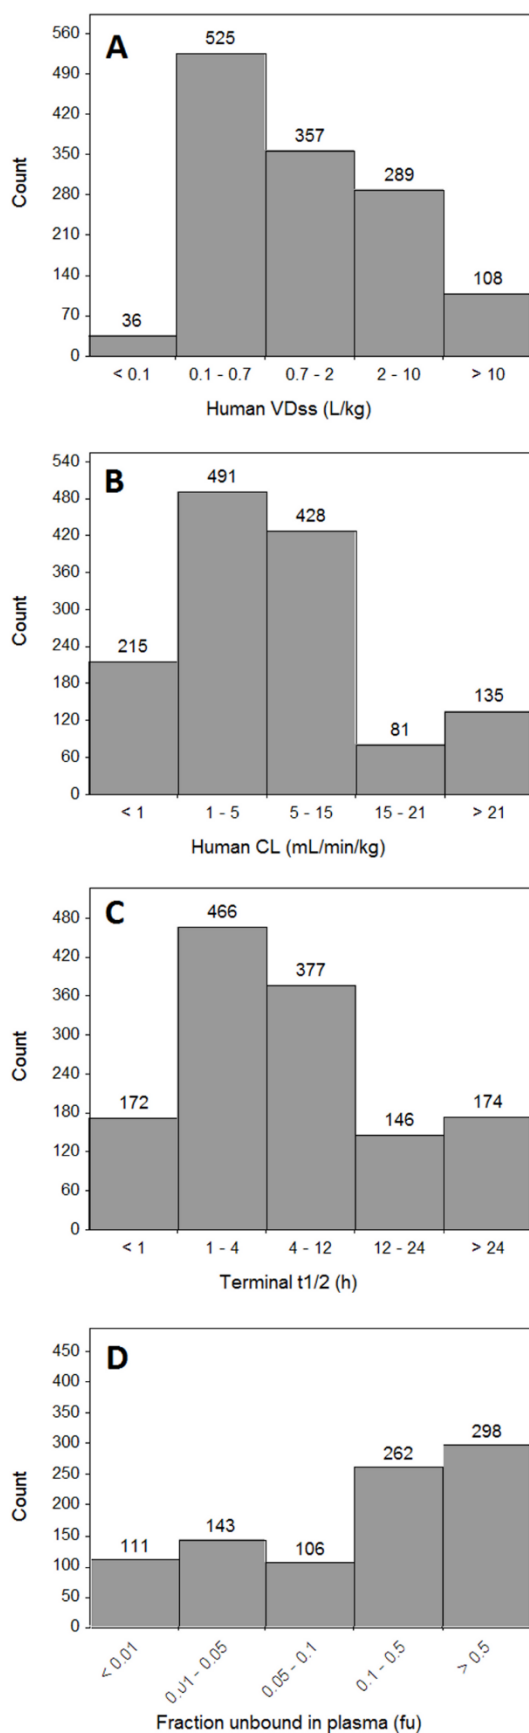 A
560
490
420
350
280
210
140
70
0
Count
36
525
357
289
108
< 0.1
0.1 - 0.7
0.7 - 2
2 - 10
> 10
Human VDss (L/kg)
B
540
480
420
360
300
240
180
120
60
0
Count
215
491
428
81
135
< 1
1 - 5
5 - 15
15 - 21
> 21
Human CL (mL/min/kg)
C
480
420
360
300
240
180
120
60
0
Count
172
466
377
146
174
< 1
1 - 4
4 - 12
12 - 24
> 24
Terminal t1/2 (h)
D
450
400
350
300
250
200
150
100
50
0
Count
111
143
106
262
298
< 0.01
0.01 - 0.05
0.05 - 0.1
0.1 - 0.5
> 0.5
Fraction unbound in plasma (fu)